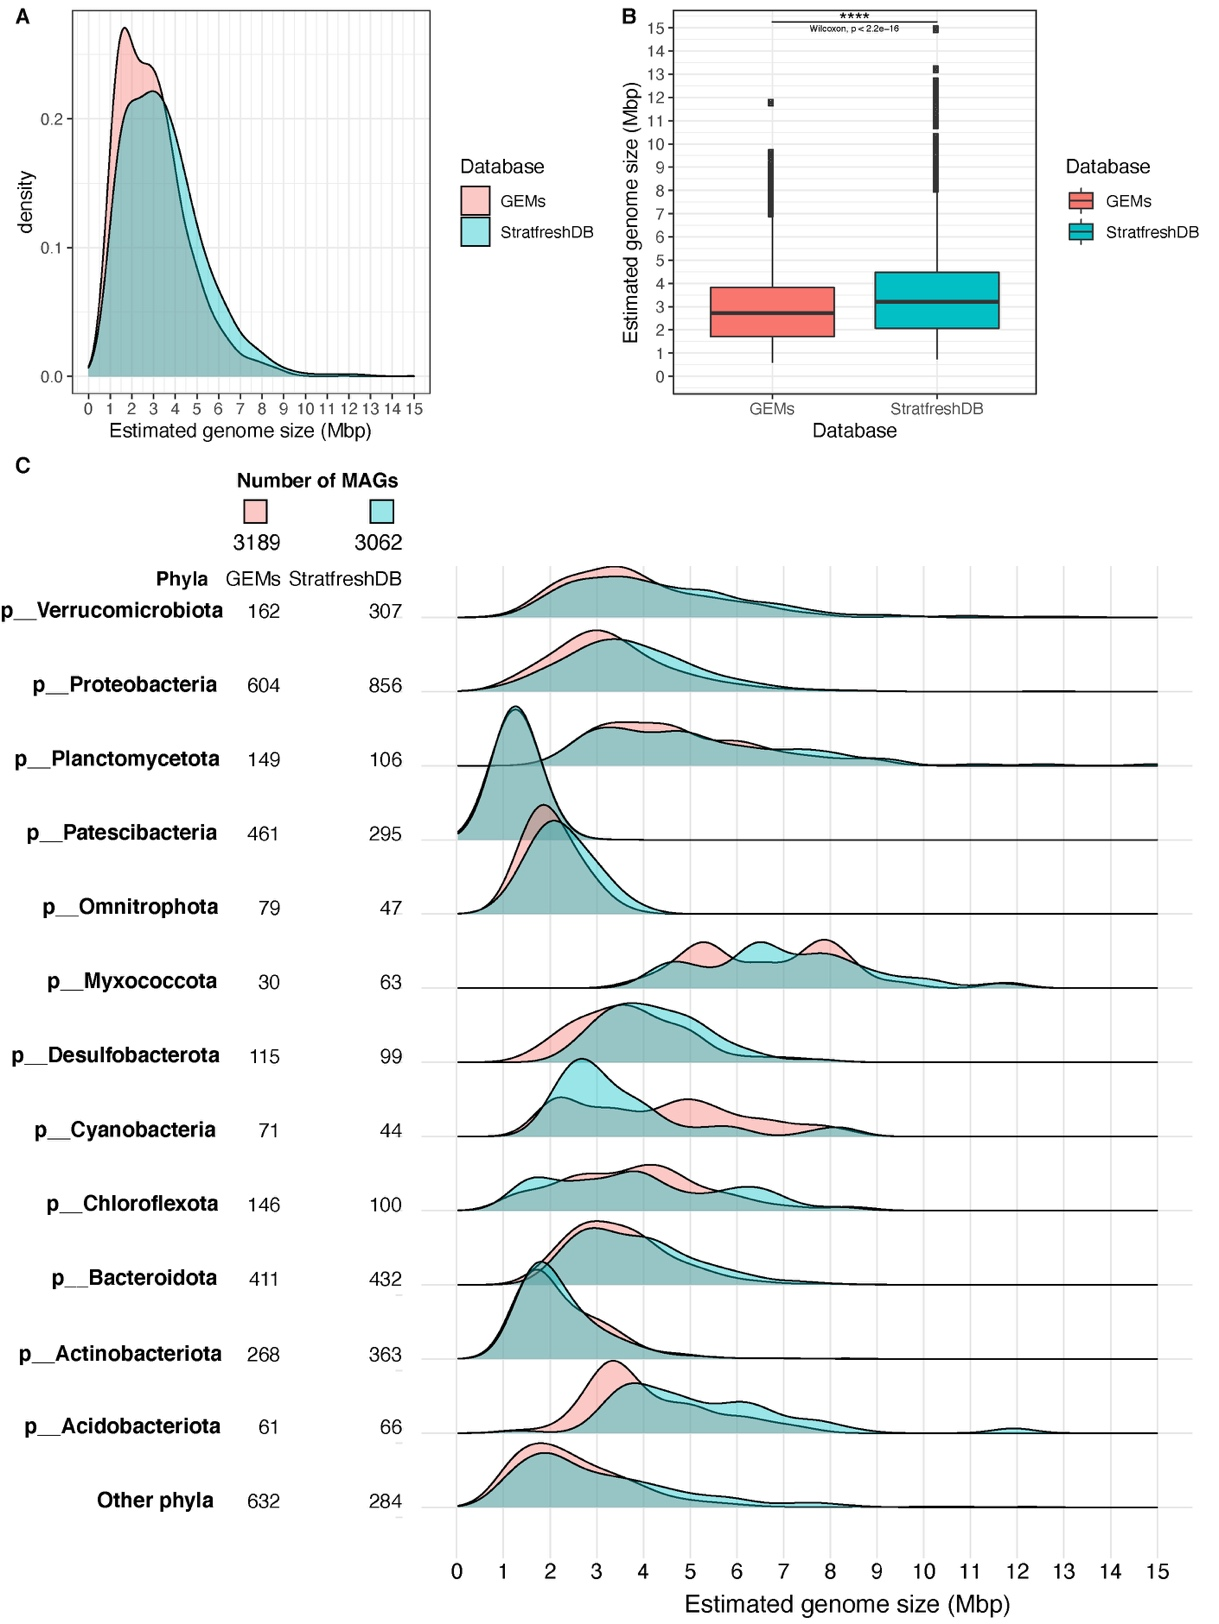 A
density
0.2
0.1
0.0
0 1 2 3 4 5 6 7 8 9 10 11 12 13 14 15
Estimated genome size (Mbp)
Database
GEMs
StratfreshDB
B
Estimated genome size (Mbp)
15
14
13
12
11
10
9
8
7
6
5
4
3
2
1
0
****
Wilcoxon, p < 2.2e−16
GEMs StratfreshDB
Database
Database
GEMs
StratfreshDB
C
Number of MAGs
3189 3062
Phyla GEMs StratfreshDB
p__Verrucomicrobiota 162 307
p__Proteobacteria 604 856
p__Planctomycetota 149 106
p__Patescibacteria 461 295
p__Omnitrophota 79 47
p__Myxococcota 30 63
p__Desulfobacterota 115 99
p__Cyanobacteria 71 44
p__Chloroflexota 146 100
p__Bacteroidota 411 432
p__Actinobacteriota 268 363
p__Acidobacteriota 61 66
Other phyla 632 284
0 1 2 3 4 5 6 7 8 9 10 11 12 13 14 15
Estimated genome size (Mbp)